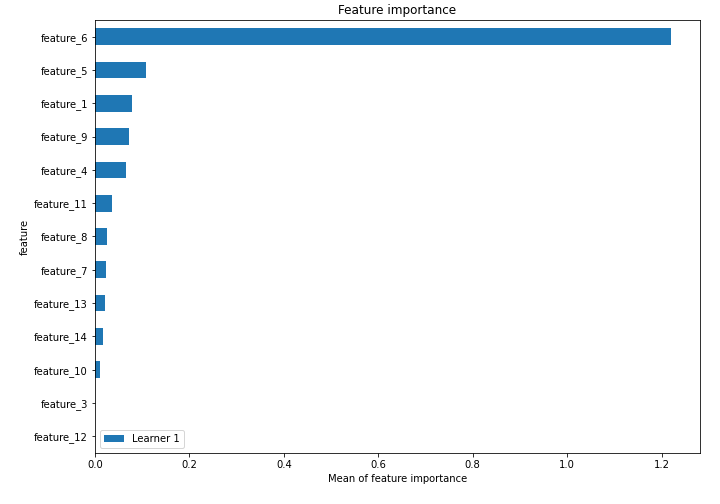 Feature importance
feature_6
feature_5
feature_1
feature_9
feature_4
feature_11
feature_8
feature_7
feature_13
feature_14
feature_10
feature_3
feature_12
feature
Learner 1
0.0 0.2 0.4 0.6 0.8 1.0 1.2
Mean of feature importance